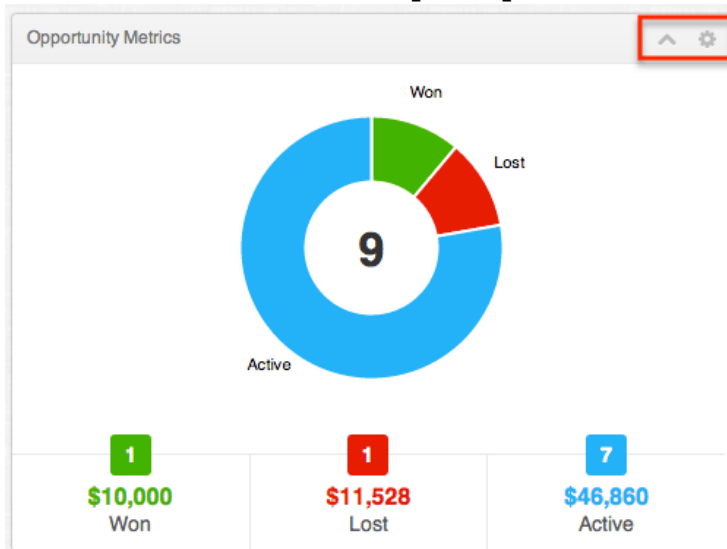 Opportunity Metrics
Won
Lost
9
Active
1 1 7
$10,000 $11,528 $46,860
Won Lost Active